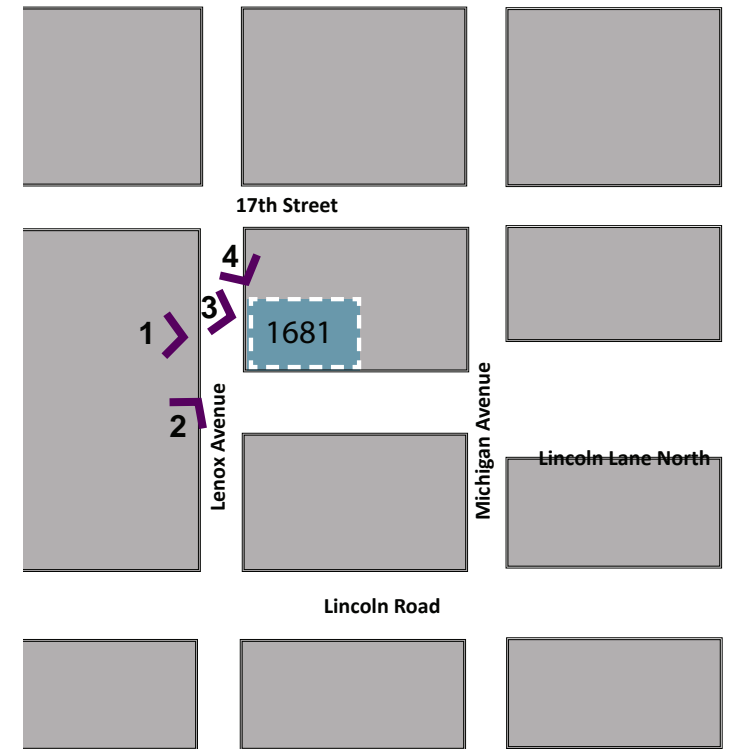 17th Street
4
3
1
1681
2
Lenox Avenue
Michigan Avenue
Lincoln Lane North
Lincoln Road